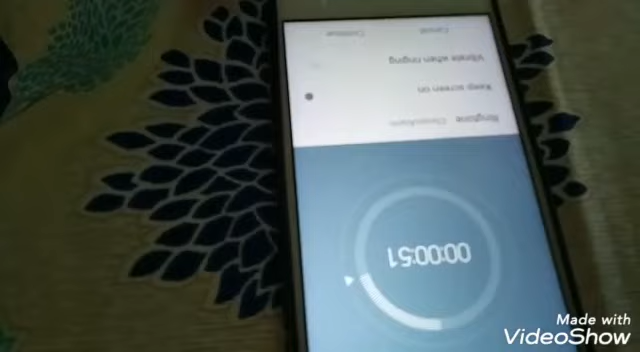 00:00:51
Ringtone
Keep screen on
Vibrate when ringing
Cancel Continue
Made with
VideoShow